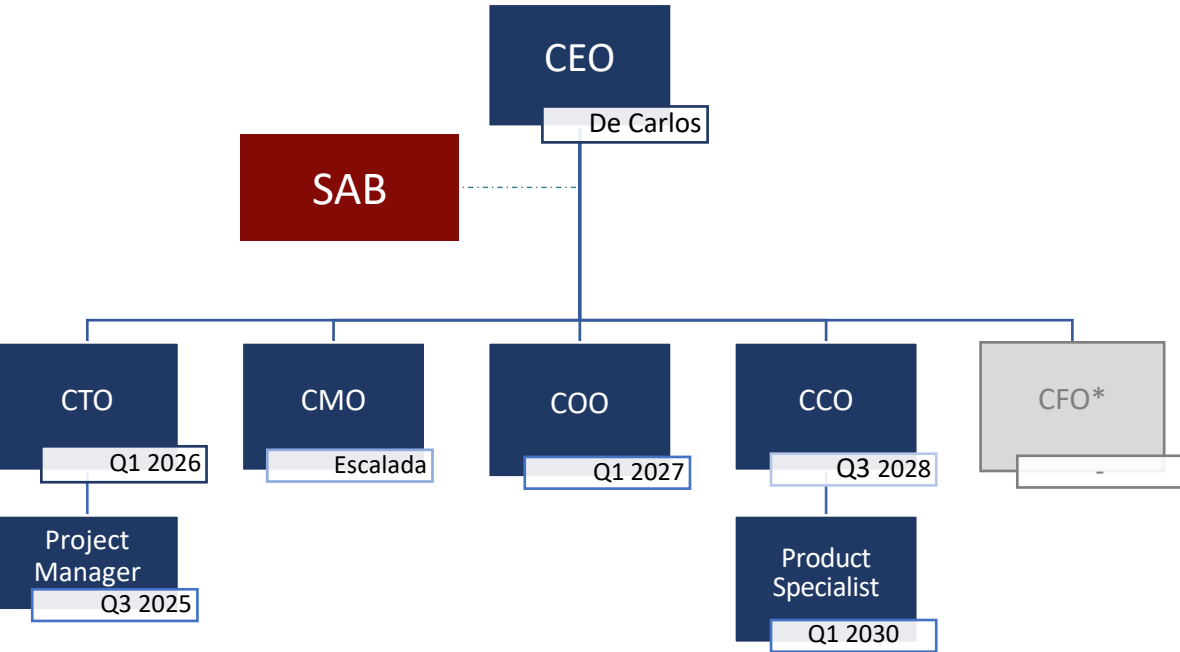 CEO
De Carlos
SAB
CTO
Q1 2026
CMO
Escalada
COO
Q1 2027
CCO
Q3 2028
CFO*
-
Project
Manager
Q3 2025
Product
Specialist
Q1 2030